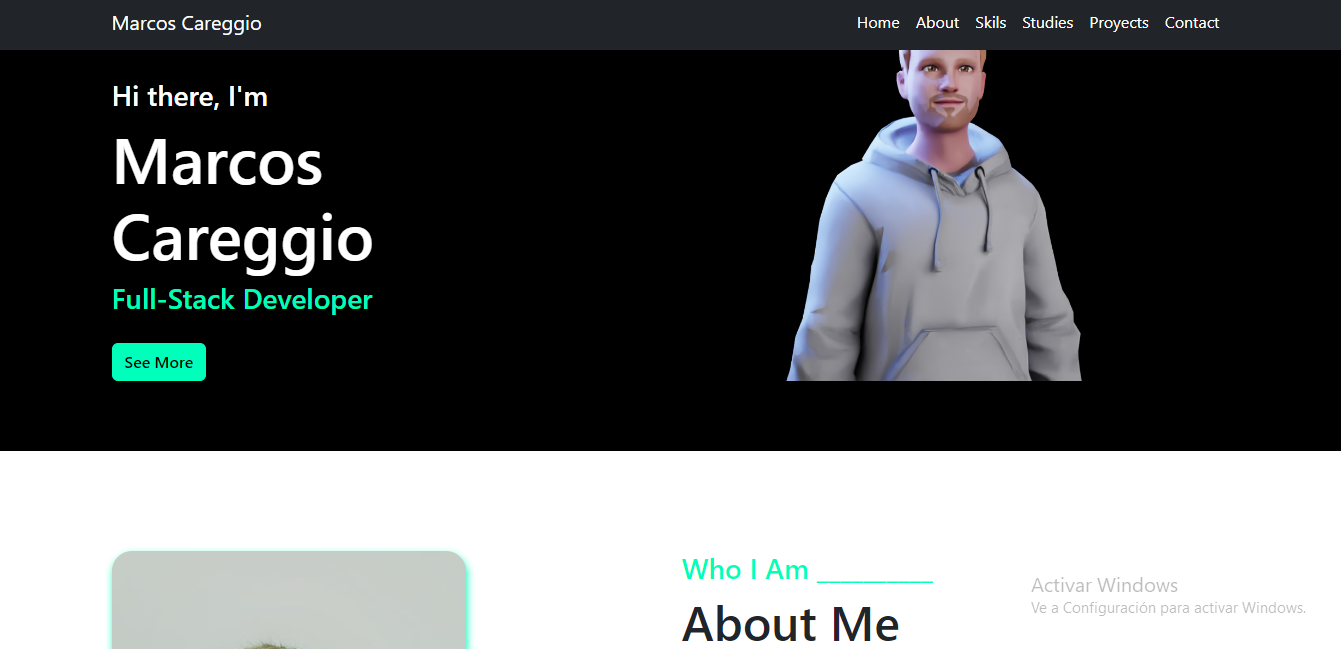 Marcos Careggio
Home About Skils Studies Proyects Contact
Hi there, I'm
Marcos
Careggio
Full-Stack Developer
See More
Who I Am __________
About Me
Activar Windows
Ve a Configuración para activar Windows.